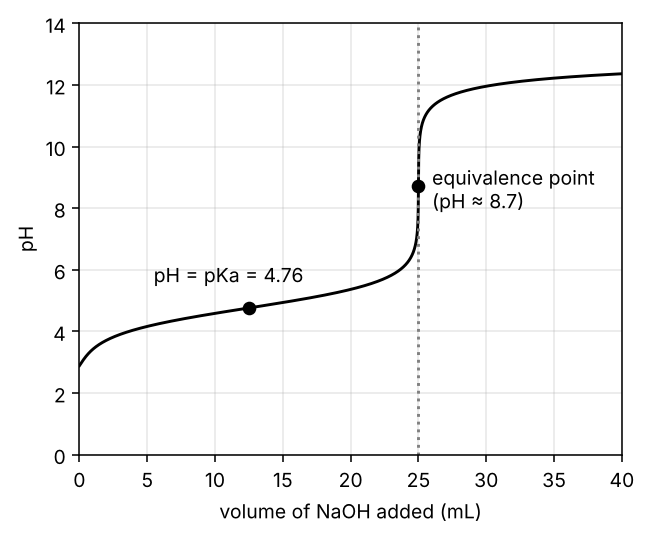 14
12
10
8
6
4
2
0
pH
equivalence point
(pH ≈ 8.7)
pH = pKa = 4.76
0 5 10 15 20 25 30 35 40
volume of NaOH added (mL)